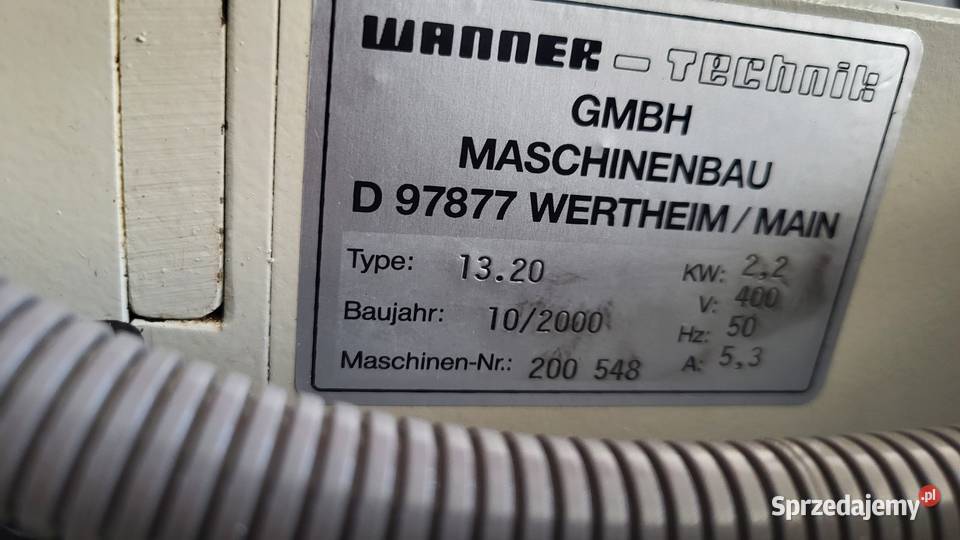 WANNER - Technik
GMBH
MASCHINENBAU
D 97877 WERTHEIM / MAIN
Type: 13.20 KW: 2,2
V: 400
Baujahr: 10/2000 Hz: 50
Maschinen-Nr.: 200 548 A: 5,3
Sprzedajemy.pl